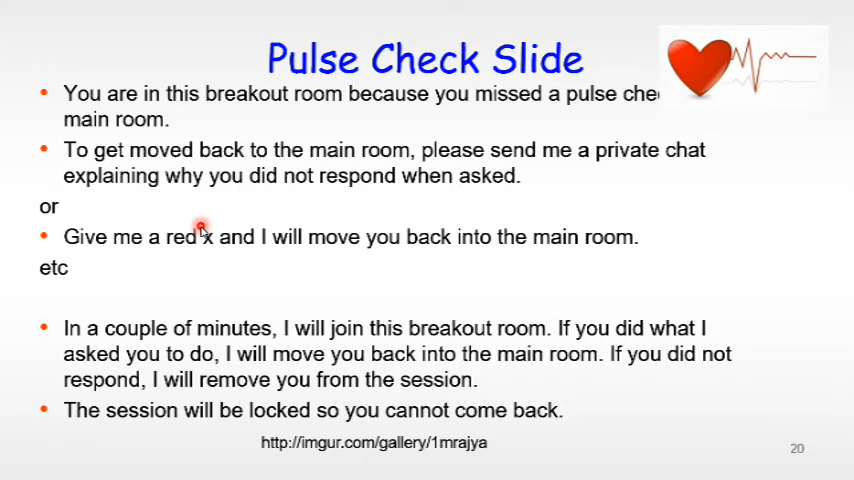 Pulse Check Slide
• You are in this breakout room because you missed a pulse
main room.
• To get moved back to the main room, please send me a private chat
explaining why you did not respond when asked.
or
• Give me a red x and I will move you back into the main room.
etc
• In a couple of minutes, I will join this breakout room. If you did what I
asked you to do, I will move you back into the main room. If you did not
respond, I will remove you from the session.
• The session will be locked so you cannot come back.
http://imgur.com/gallery/1mrajya
20